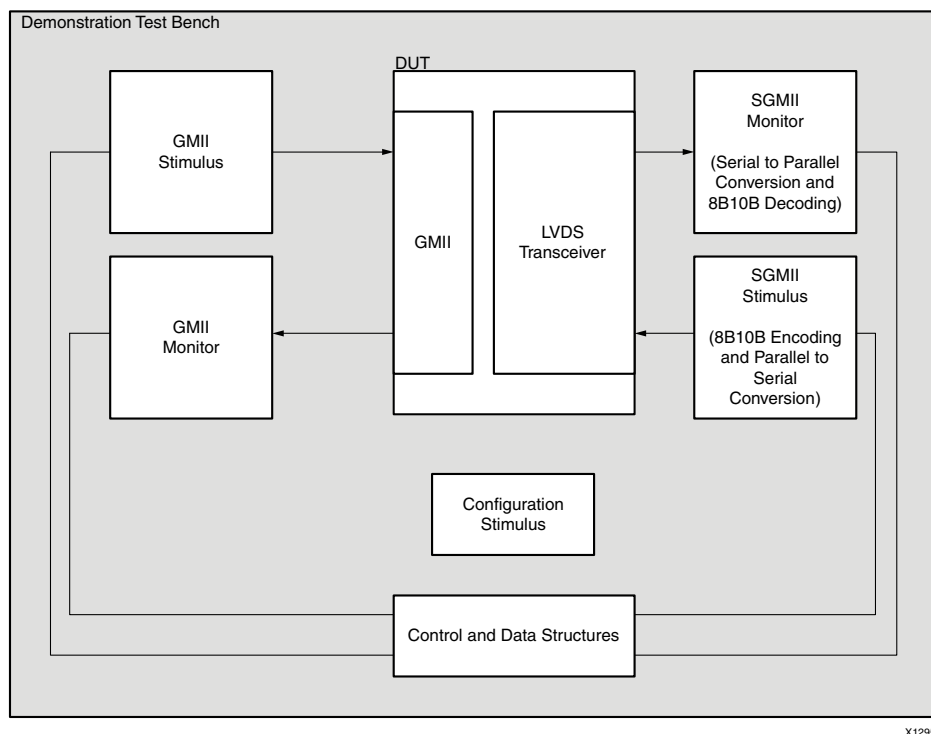 Demonstration Test Bench
DUT
GMII
Stimulus
GMII
LVDS
Transceiver
SGMII
Monitor
(Serial to Parallel
Conversion and
8B10B Decoding)
GMII
Monitor
SGMII
Stimulus
(8B10B Encoding
and Parallel to
Serial
Conversion)
Configuration
Stimulus
Control and Data Structures